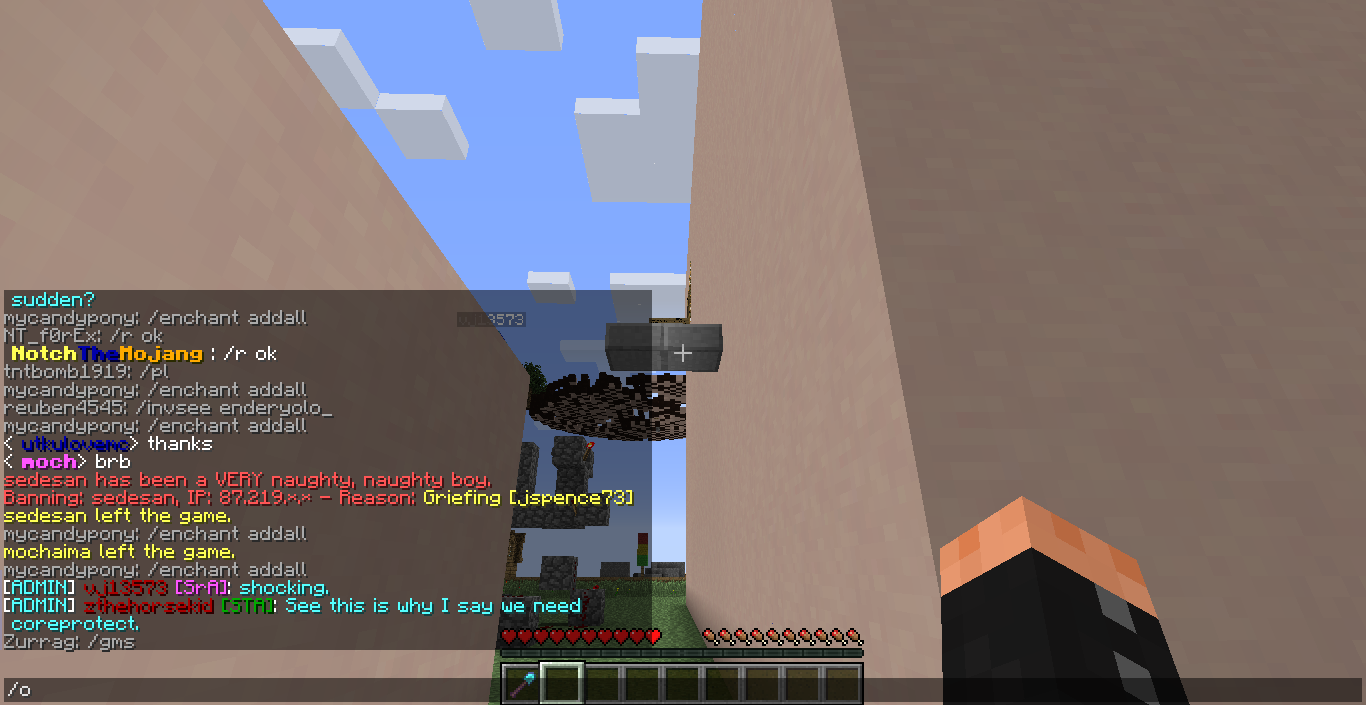 sudden?
mycandypony: /enchant addall
NT_f0rEx: /r ok
NotchTheMojang : /r ok
tntbomb1919: /pl
mycandypony: /enchant addall
reuben4545: /invsee enderyolo_
mycandypony: /enchant addall
< utkulovenc> thanks
< moch> brb
sedesan has been a VERY naughty, naughty boy.
Banning: sedesan, IP: 87.219.*.* - Reason: Griefing [jspence73]
sedesan left the game.
mycandypony: /enchant addall
mochaima left the game.
mycandypony: /enchant addall
[ADMIN] vj13573 [SrA]: shocking.
[ADMIN] zthehorsekid [STA]: See this is why I say we need
coreprotect.
Zurrag: /gms
/o
vj13573